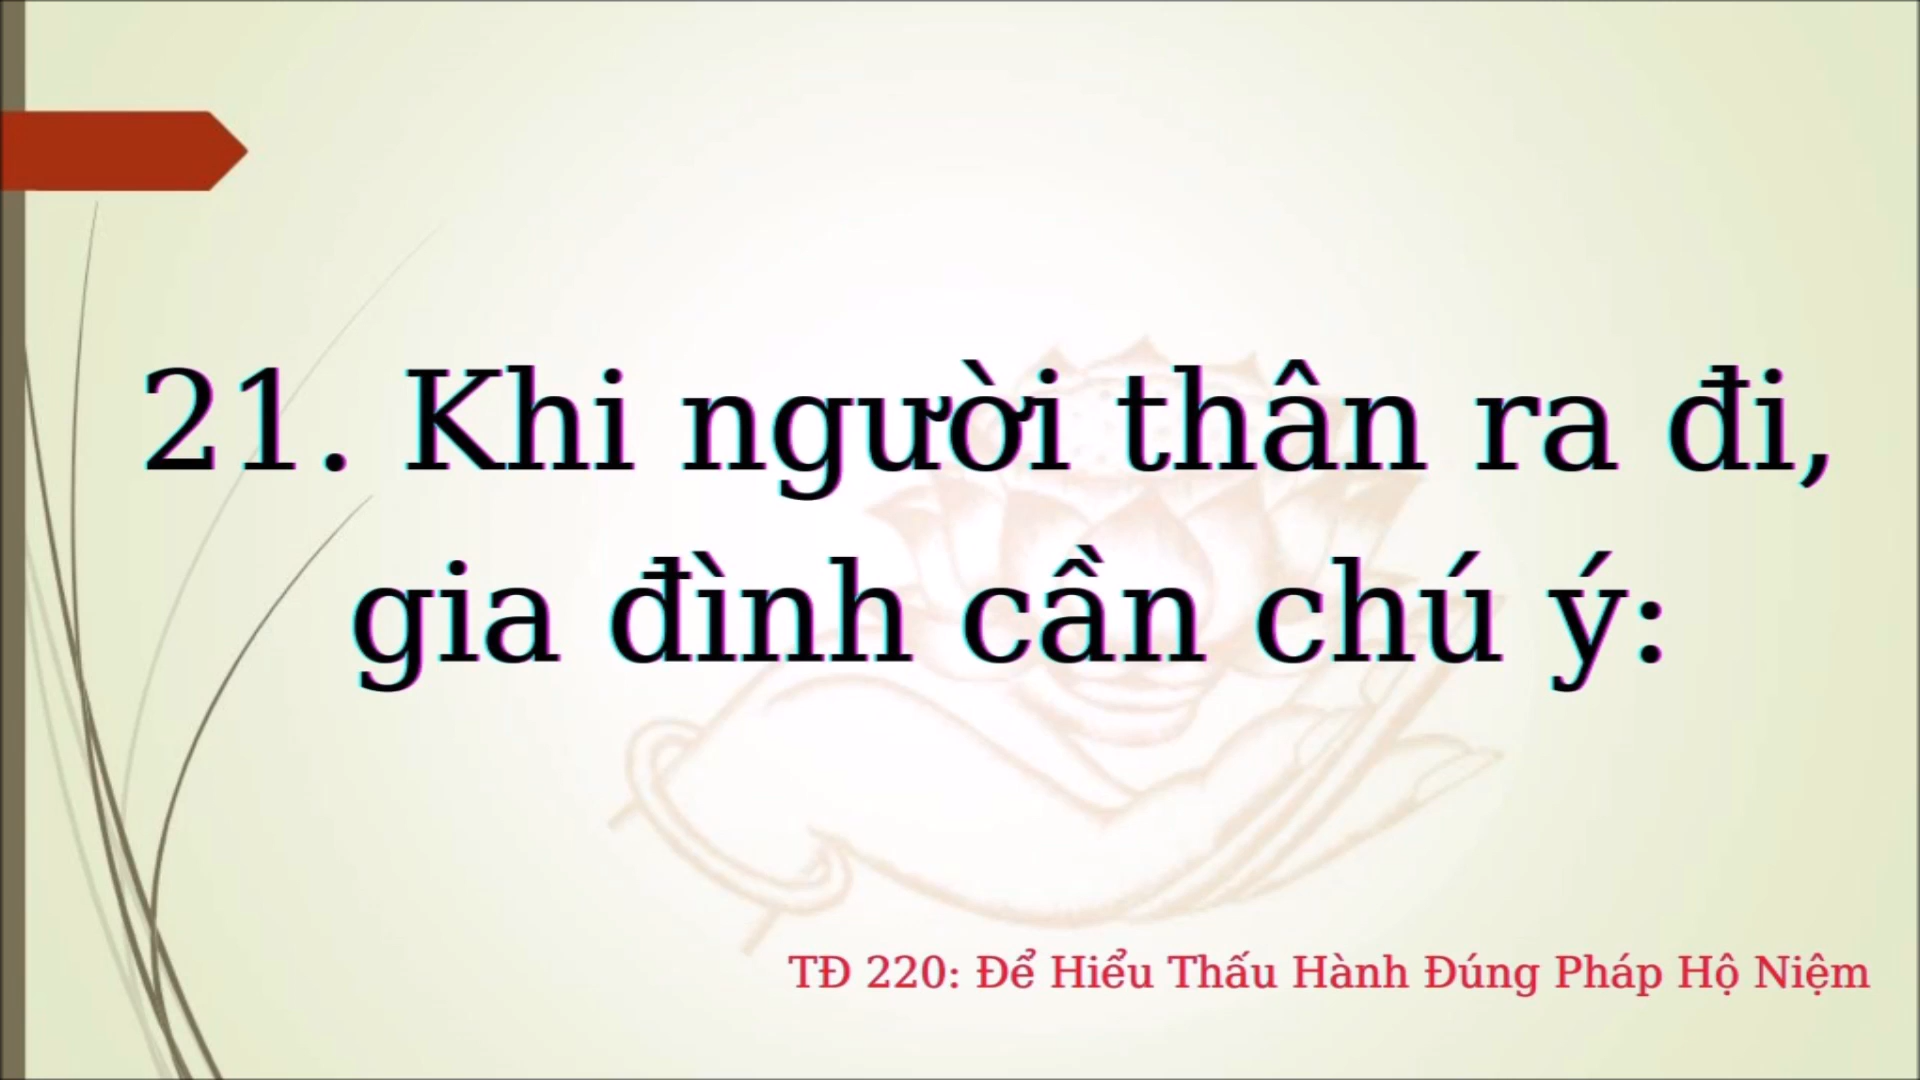 21. Khi người thân ra đi,
gia đình cần chú ý:
TĐ 220: Để Hiểu Thấu Hành Đúng Pháp Hộ Niệm